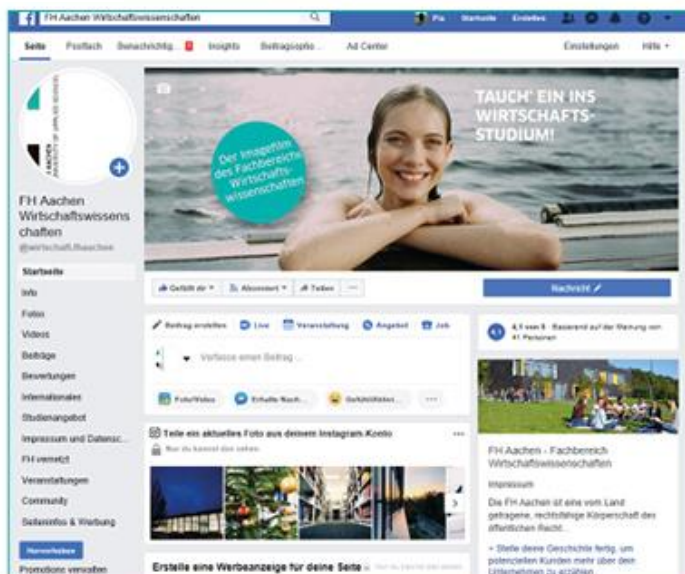 FH Aachen Wirtschaftswissenschaften
Pia Startseite Erstellen
Seite Postfach Benachrichtig... Insights Beitragsoptio... Ad Center Einstellungen Hilfe
TAUCH' EIN INS
WIRTSCHAFTS-
STUDIUM!
Der Imagefilm
des Fachbereichs
Wirtschafts-
wissenschaften
AACHEN
UNIVERSITY OF APPLIED SCIENCES
FH Aachen
Wirtschaftswissens
chaften
@wirtschaft.fhaachen
Startseite
Info
Fotos
Videos
Beiträge
Bewertungen
Internationales
Studienangebot
Impressum und Datensc...
FH vernetzt
Veranstaltungen
Community
Seiteninfos & Werbung
Hervorheben
Promotions verwalten
Gefällt dir Abonniert Teilen ...
Nachricht
Beitrag erstellen Live Veranstaltung Angebot Job
Verfasse einen Beitrag ...
Foto/Video Erhalte Nach... Gefühl/Aktivi... ...
Teile ein aktuelles Foto aus deinem Instagram-Konto ...
Nur du kannst das sehen
Erstelle eine Werbeanzeige für deine Seite
4,1 von 5 · Basierend auf der Meinung von
41 Personen
FH Aachen - Fachbereich
Wirtschaftswissenschaften
Impressum
Die FH Aachen ist eine vom Land
getragene, rechtsfähige Körperschaft des
öffentlichen Recht...
+ Stelle deine Geschichte fertig, um
potenziellen Kunden mehr über dein
Unternehmen zu erzählen